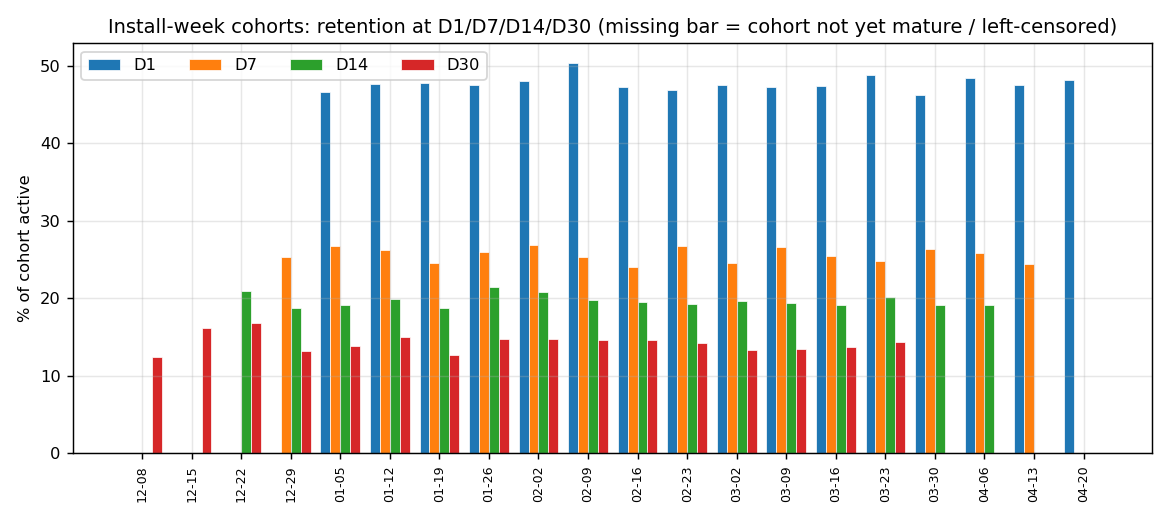 Install-week cohorts: retention at D1/D7/D14/D30 (missing bar = cohort not yet mature / left-censored)
D1 D7 D14 D30
% of cohort active
50
40
30
20
10
0
12-08 12-15 12-22 12-29 01-05 01-12 01-19 01-26 02-02 02-09 02-16 02-23 03-02 03-09 03-16 03-23 03-30 04-06 04-13 04-20